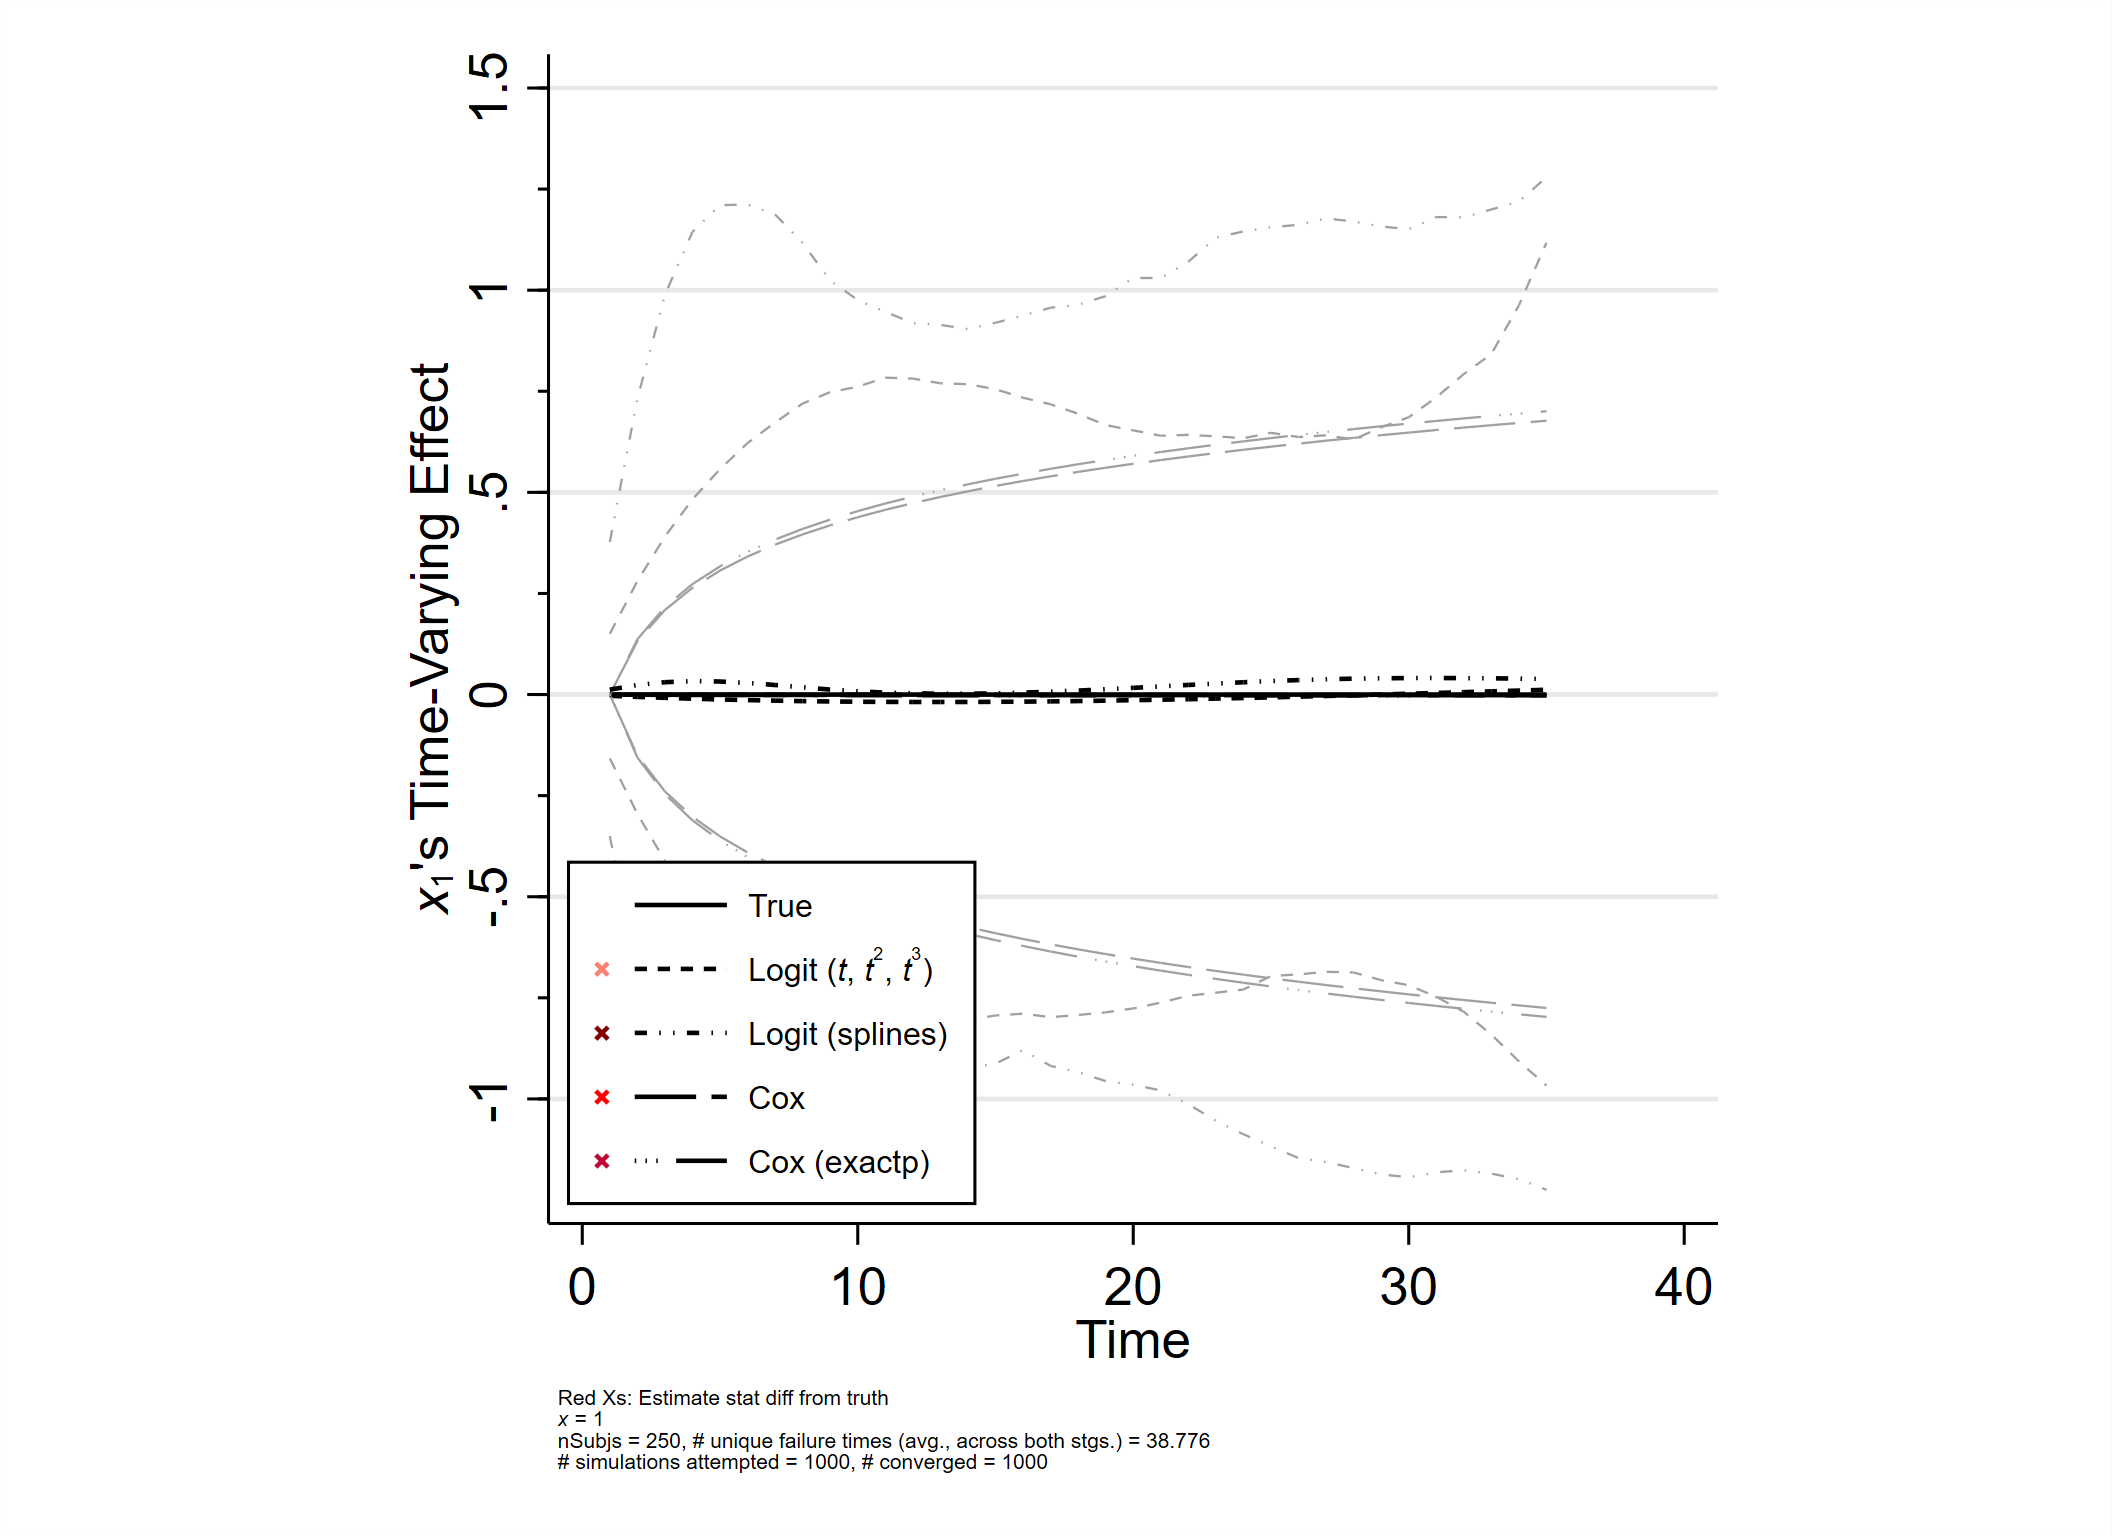 x1's Time-Varying Effect
1.5
1
.5
0
-.5
-1
True
Logit (t, t², t³)
Logit (splines)
Cox
Cox (exactp)
0 10 20 30 40
Time
Red Xs: Estimate stat diff from truth
x = 1
nSubjs = 250, # unique failure times (avg., across both stgs.) = 38.776
# simulations attempted = 1000, # converged = 1000